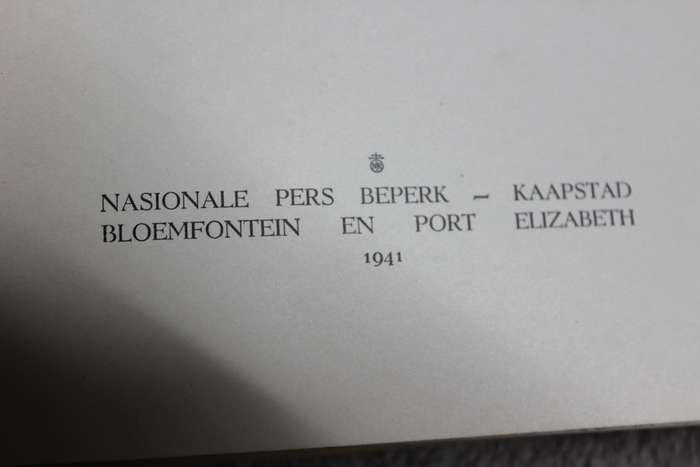 NASIONALE PERS BEPERK – KAAPSTAD
BLOEMFONTEIN EN PORT ELIZABETH
1941